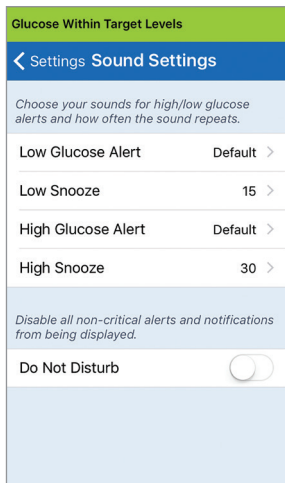 Glucose Within Target Levels
Settings Sound Settings
Choose your sounds for high/low glucose
alerts and how often the sound repeats.
Low Glucose Alert Default
Low Snooze 15
High Glucose Alert Default
High Snooze 30
Disable all non-critical alerts and notifications
from being displayed.
Do Not Disturb